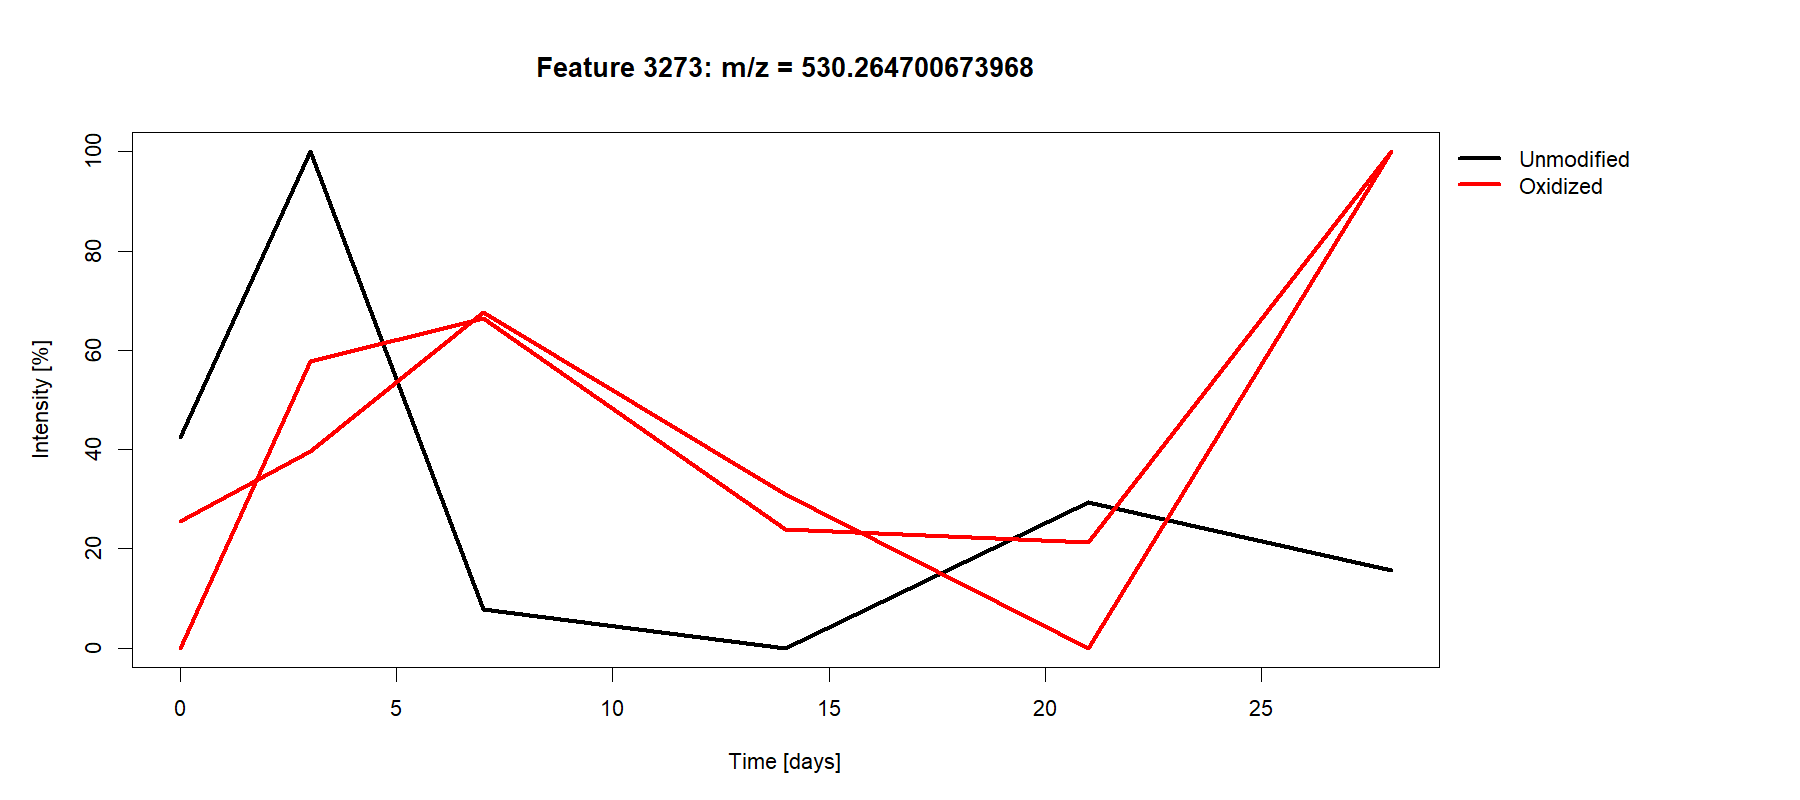 Feature 3273: m/z = 530.264700673968
Unmodified
Oxidized
100
80
60
40
20
0
Intensity [%]
0 5 10 15 20 25
Time [days]